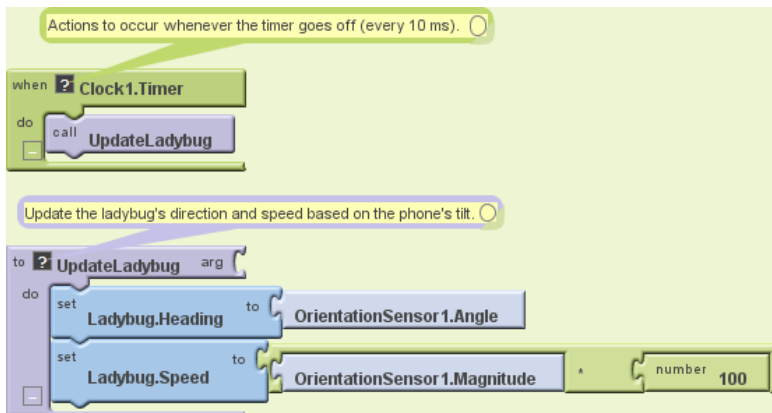 Actions to occur whenever the timer goes off (every 10 ms).
when ? Clock1.Timer
do
call UpdateLadybug
Update the ladybug's direction and speed based on the phone's tilt.
to ? UpdateLadybug arg
do
set Ladybug.Heading to OrientationSensor1.Angle
set Ladybug.Speed to OrientationSensor1.Magnitude * number 100